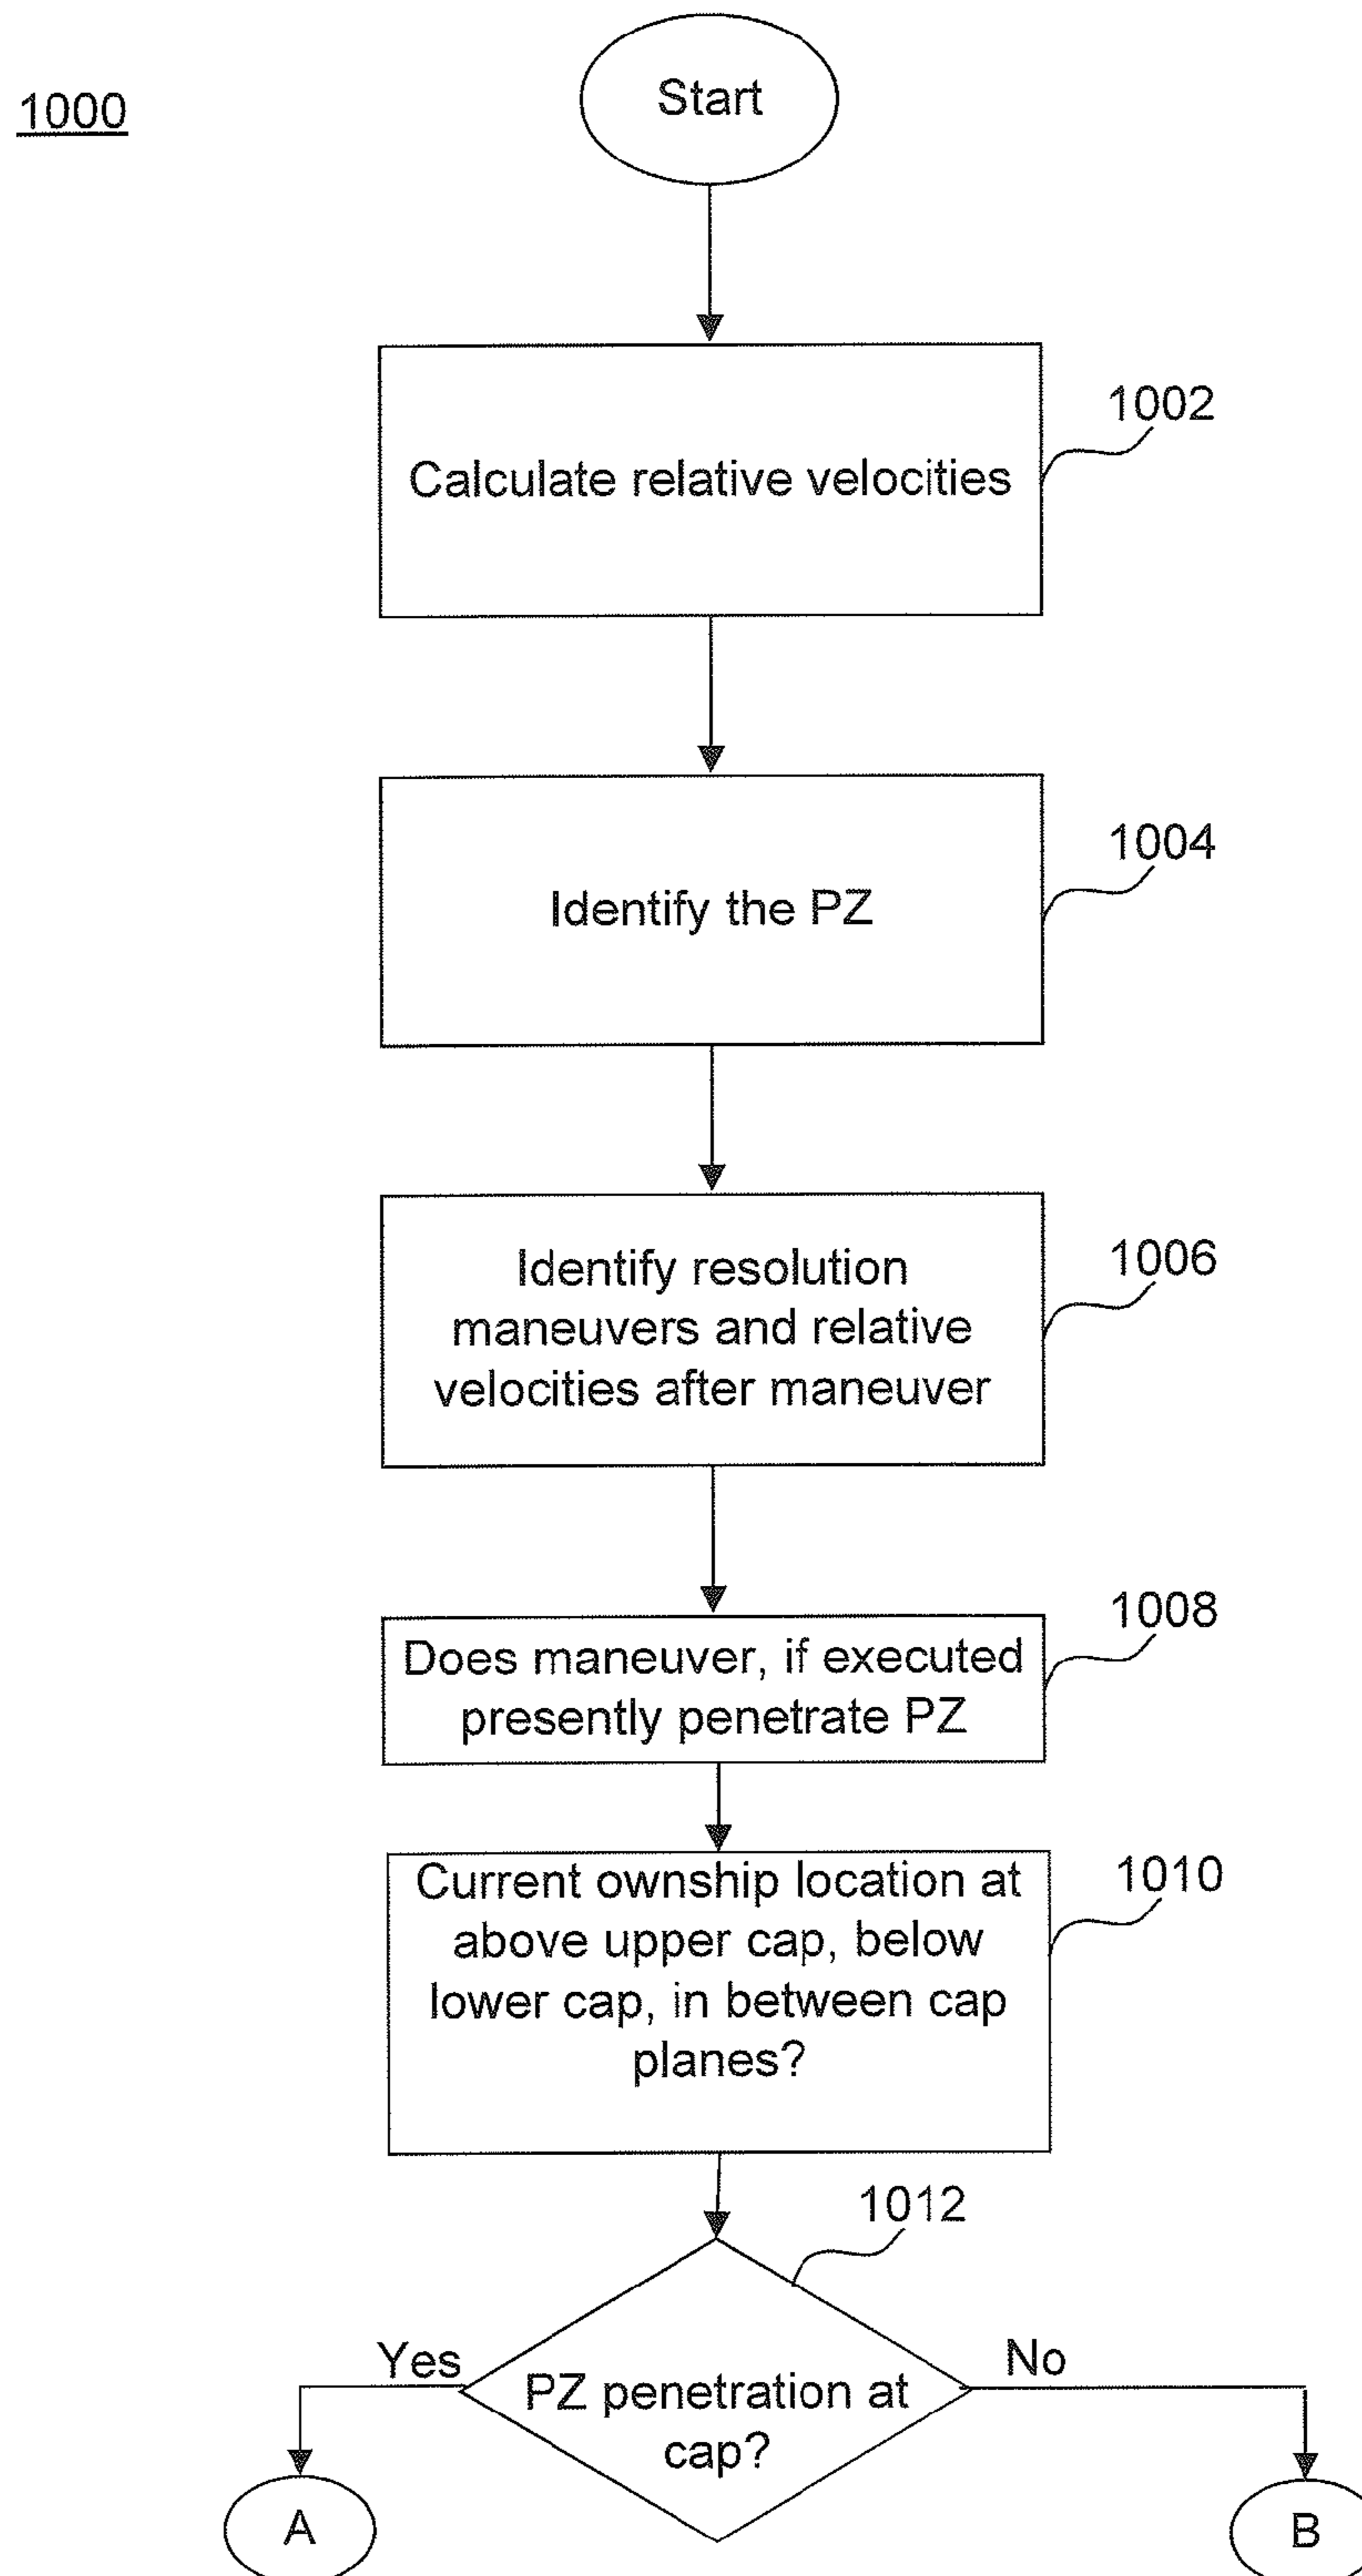 1000
Start
1002
Calculate relative velocities
1004
Identify the PZ
1006
Identify resolution
maneuvers and relative
velocities after maneuver
1008
Does maneuver, if executed
presently penetrate PZ
1010
Current ownship location at
above upper cap, below
lower cap, in between cap
planes?
1012
Yes
No
PZ penetration at
cap?
A
B